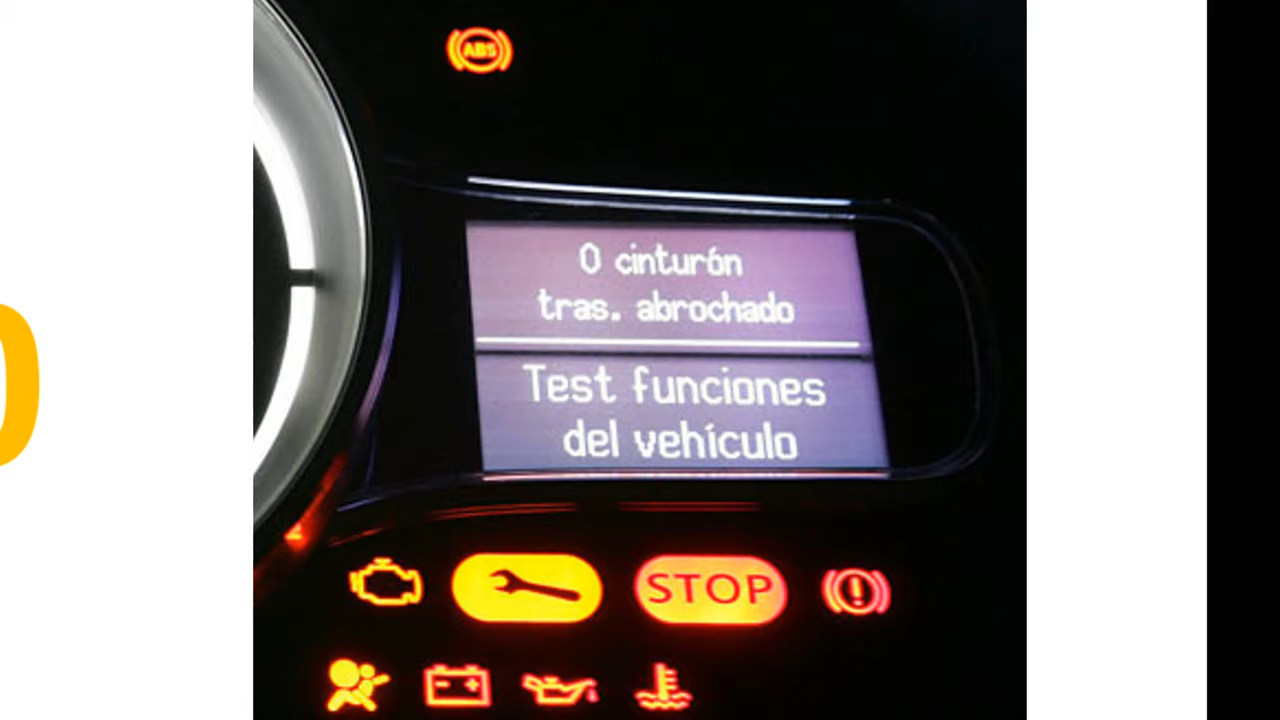 ABS
0 cinturón
tras. abrochado
Test funciones
del vehículo
STOP